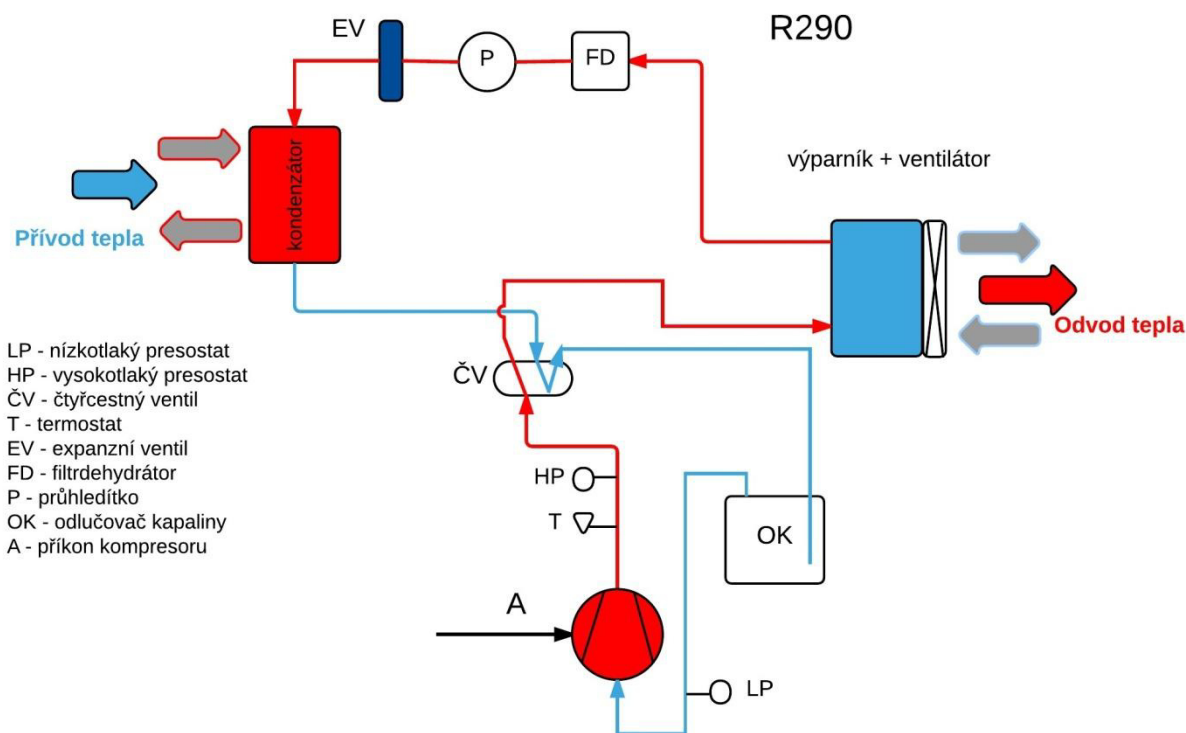 R290
EV
P
FD
kondenzátor
výparník + ventilátor
Přívod tepla
Odvod tepla
LP - nízkotlaký presostat
HP - vysokotlaký presostat
ČV - čtyřcestný ventil
T - termostat
EV - expanzní ventil
FD - filtrdehydrátor
P - průhledítko
OK - odlučovač kapaliny
A - příkon kompresoru
ČV
HP
T
OK
A
LP